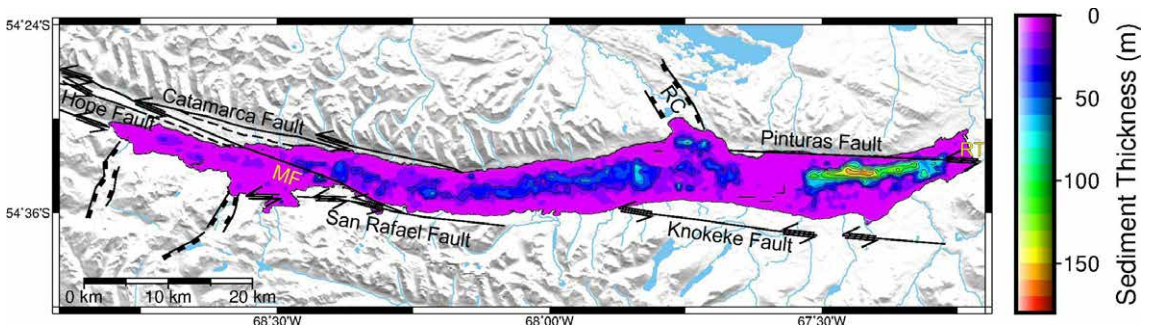 54°24'S
54°36'S
68°30'W
68°00'W
67°30'W
Hope Fault
Catamarca Fault
MF
San Rafael Fault
RC
Pinturas Fault
RT
Knokeke Fault
0 km 10 km 20 km
0
50
100
150
Sediment Thickness (m)